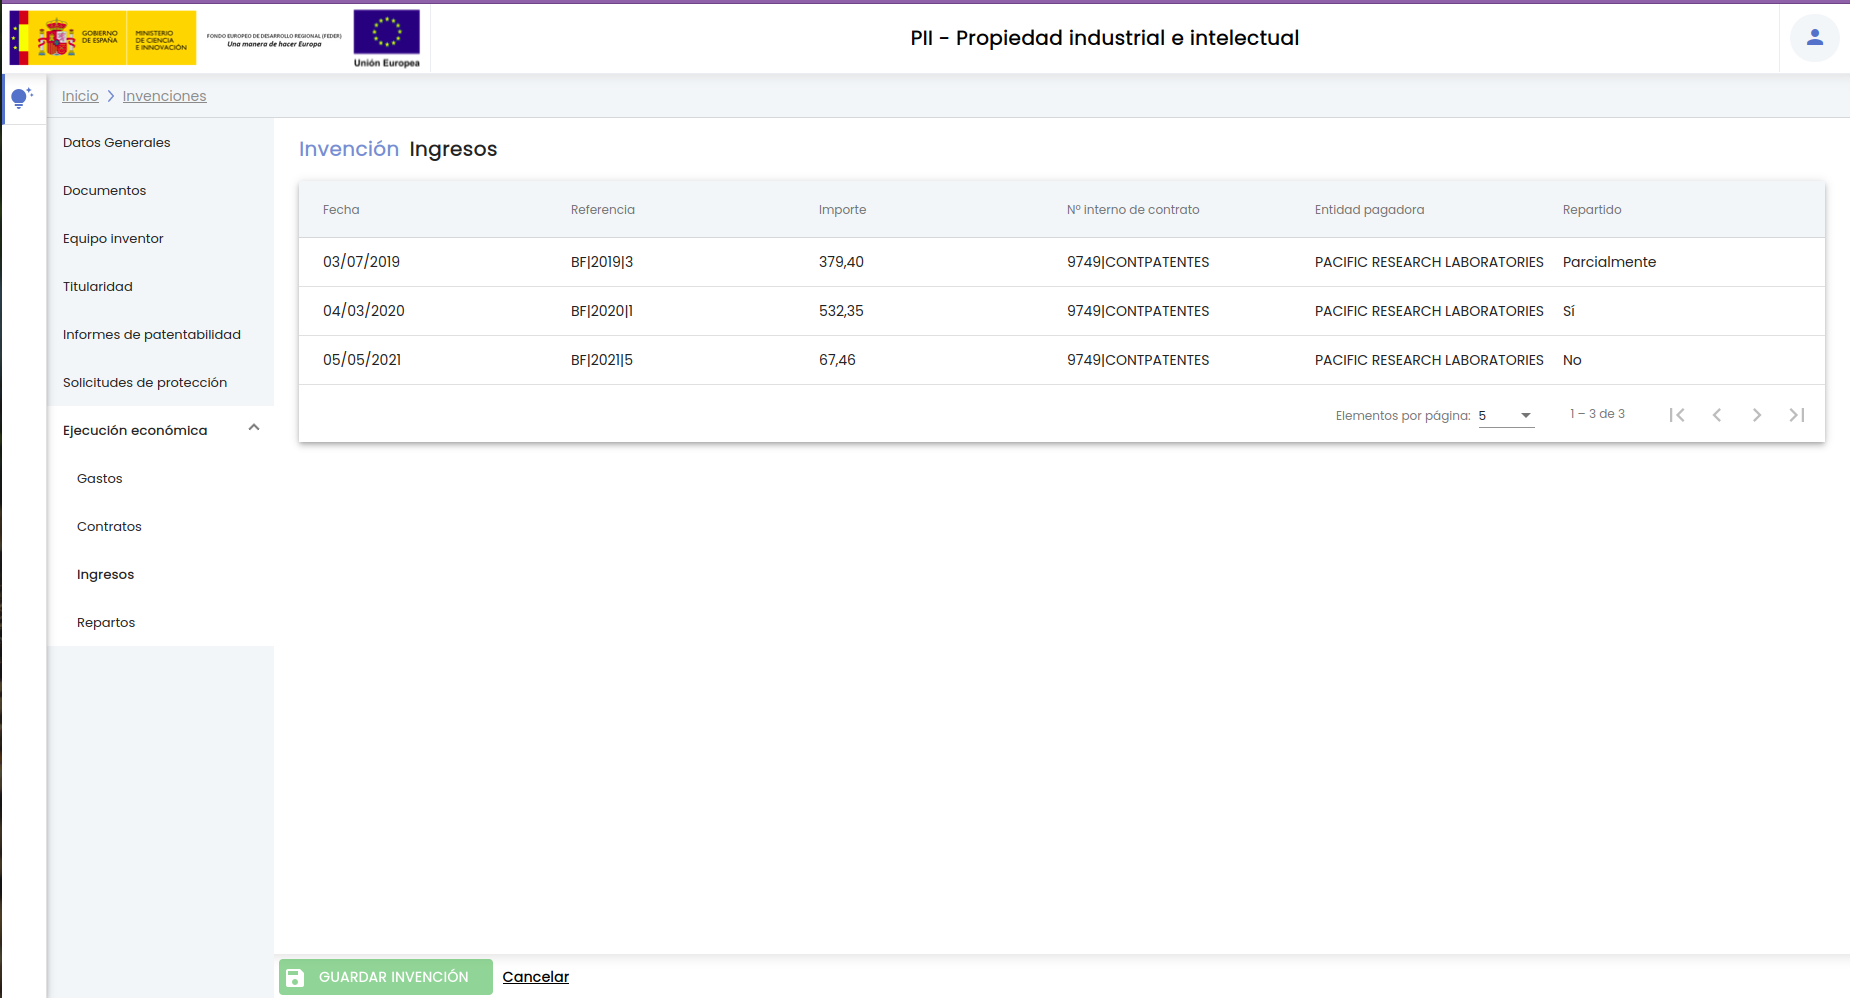 GOBIERNO
DE ESPAÑA
MINISTERIO
DE CIENCIA
E INNOVACIÓN
FONDO EUROPEO DE DESARROLLO REGIONAL (FEDER)
Una manera de hacer Europa
Unión Europea
PII - Propiedad industrial e intelectual
Inicio > Invenciones
Datos Generales
Documentos
Equipo inventor
Titularidad
Informes de patentabilidad
Solicitudes de protección
Ejecución económica
Gastos
Contratos
Ingresos
Repartos
Invención Ingresos
Fecha Referencia Importe Nº interno de contrato Entidad pagadora Repartido
03/07/2019 BF|2019|3 379,40 9749|CONTPATENTES PACIFIC RESEARCH LABORATORIES Parcialmente
04/03/2020 BF|2020|1 532,35 9749|CONTPATENTES PACIFIC RESEARCH LABORATORIES Sí
05/05/2021 BF|2021|5 67,46 9749|CONTPATENTES PACIFIC RESEARCH LABORATORIES No
Elementos por página: 5 1 – 3 de 3
GUARDAR INVENCIÓN Cancelar